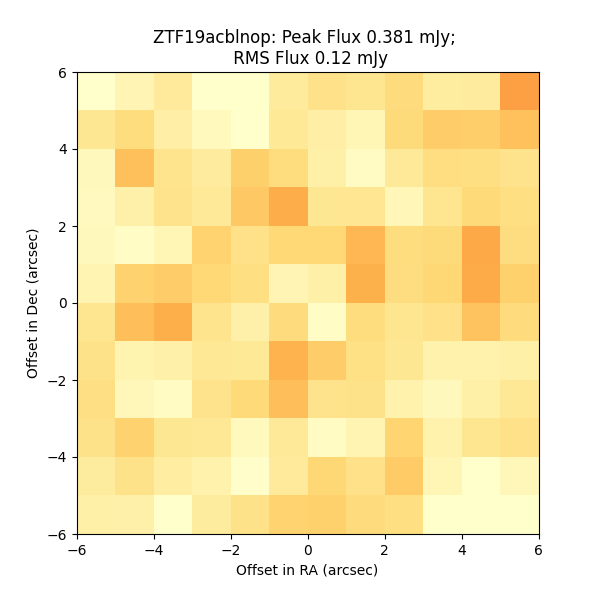 ZTF19acblnop: Peak Flux 0.381 mJy;
RMS Flux 0.12 mJy
6
4
2
0
−2
−4
−6
Offset in Dec (arcsec)
−6 −4 −2 0 2 4 6
Offset in RA (arcsec)